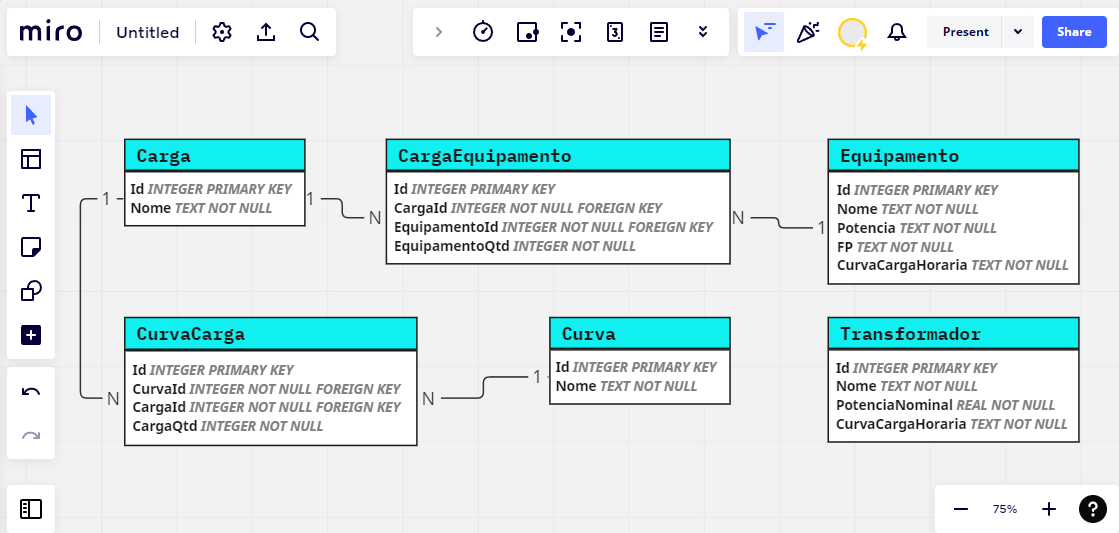 miro
Untitled
3
Present
Share
Carga
Id INTEGER PRIMARY KEY
Nome TEXT NOT NULL
CargaEquipamento
Id INTEGER PRIMARY KEY
CargaId INTEGER NOT NULL FOREIGN KEY
EquipamentoId INTEGER NOT NULL FOREIGN KEY
EquipamentoQtd INTEGER NOT NULL
Equipamento
Id INTEGER PRIMARY KEY
Nome TEXT NOT NULL
Potencia TEXT NOT NULL
FP TEXT NOT NULL
CurvaCargaHoraria TEXT NOT NULL
1
1
N
N
1
CurvaCarga
Id INTEGER PRIMARY KEY
CurvaId INTEGER NOT NULL FOREIGN KEY
CargaId INTEGER NOT NULL FOREIGN KEY
CargaQtd INTEGER NOT NULL
Curva
Id INTEGER PRIMARY KEY
Nome TEXT NOT NULL
Transformador
Id INTEGER PRIMARY KEY
Nome TEXT NOT NULL
PotenciaNominal REAL NOT NULL
CurvaCargaHoraria TEXT NOT NULL
N
N
1
75%
?